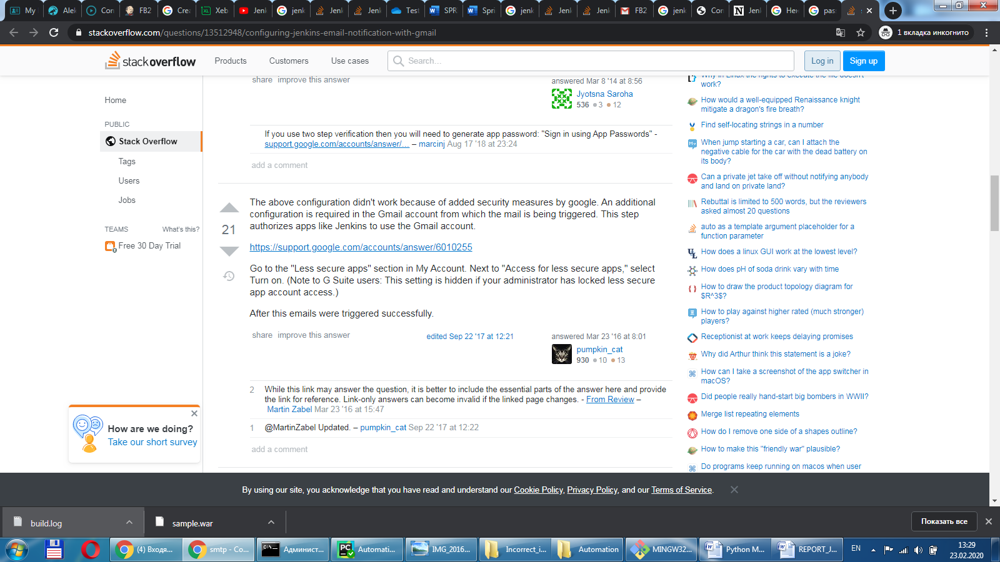 My
Alek
Con
FB2
Crea
Xeb
Jenl
jenk
Jenk
Jenl
Test
SPR
Spri
jenk
Jenl
Jenl
FB2
jenk
Cor
Jenl
Нея
pas
s
stackoverflow.com/questions/13512948/configuring-jenkins-email-notification-with-gmail
1 вкладка инкогнито
stackoverflow
Products
Customers
Use cases
Search...
Log in
Sign up
Home
PUBLIC
Stack Overflow
Tags
Users
Jobs
TEAMS
What's this?
Free 30 Day Trial
How are we doing?
Take our short survey
share improve this answer
answered Mar 8 '14 at 8:56
Jyotsna Saroha
536 3 12
If you use two step verification then you will need to generate app password: "Sign in using App Passwords" -
support.google.com/accounts/answer/… – marcinj Aug 17 '18 at 23:24
add a comment
21
The above configuration didn't work because of added security measures by google. An additional
configuration is required in the Gmail account from which the mail is being triggered. This step
authorizes apps like Jenkins to use the Gmail account.
https://support.google.com/accounts/answer/6010255
Go to the "Less secure apps" section in My Account. Next to "Access for less secure apps," select
Turn on. (Note to G Suite users: This setting is hidden if your administrator has locked less secure
app account access.)
After this emails were triggered successfully.
share improve this answer
edited Sep 22 '17 at 12:21
answered Mar 23 '16 at 8:01
pumpkin_cat
930 10 13
2 While this link may answer the question, it is better to include the essential parts of the answer here and provide
the link for reference. Link-only answers can become invalid if the linked page changes. - From Review –
Martin Zabel Mar 23 '16 at 15:47
1 @MartinZabel Updated. – pumpkin_cat Sep 22 '17 at 12:22
add a comment
Why in Linux the rights to execute the file doesn't
work?
How would a well-equipped Renaissance knight
mitigate a dragon's fire breath?
Find self-locating strings in a number
When jump starting a car, can I attach the
negative cable for the car with the dead battery on
its body?
Can a private jet take off without notifying anybody
and land on private land?
Rebuttal is limited to 500 words, but the reviewers
asked almost 20 questions
auto as a template argument placeholder for a
function parameter
How does a linux GUI work at the lowest level?
How does pH of soda drink vary with time
How to draw the product topology diagram for
$R^3$?
How to play against higher rated (much stronger)
players?
Receptionist at work keeps delaying promises
Why did Arthur think this statement is a joke?
How can I take a screenshot of the app switcher in
macOS?
Did people really hand-start big bombers in WWII?
Merge list repeating elements
How do I remove one side of a shapes outline?
How to make this "friendly war" plausible?
Do programs keep running on macos when user
By using our site, you acknowledge that you have read and understand our Cookie Policy, Privacy Policy, and our Terms of Service.
build.log
sample.war
Показать все
(4) Входя...
smtp - Co...
Админист...
Automati...
IMG_2016...
Incorrect_i...
Automation
MINGW32...
Python M...
REPORT_J...
EN
13:29
23.02.2020